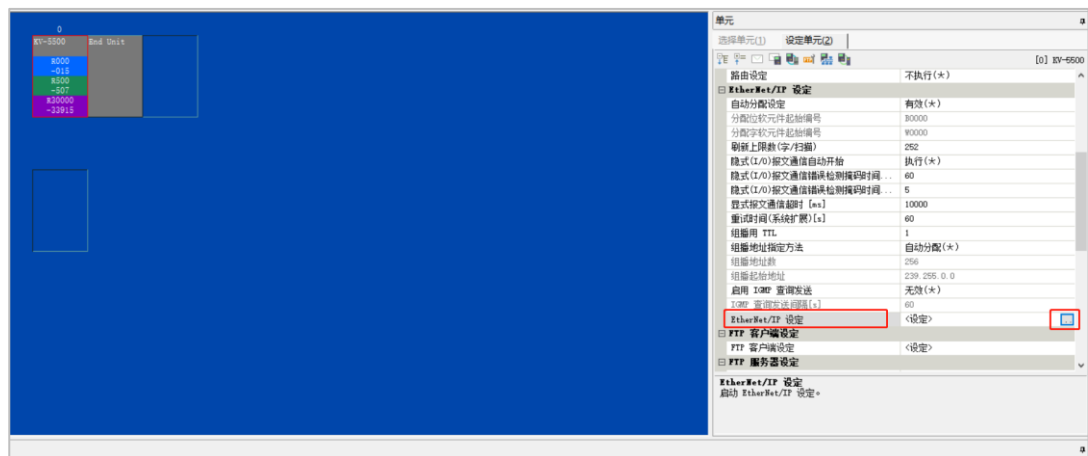 0
KV-5500 End Unit
R000
-015
R500
-507
R30000
-33915
单元
选择单元(1) 设定单元(2)
[0] KV-5500
路由设定 不执行(★)
EtherNet/IP 设定
自动分配设定 有效(★)
分配位软元件起始编号 B0000
分配字软元件起始编号 W0000
刷新上限数(字/扫描) 252
隐式(I/O)报文通信自动开始 执行(★)
隐式(I/O)报文通信错误检测掩码时间... 60
隐式(I/O)报文通信错误检测掩码时间... 5
显式报文通信超时 [ms] 10000
重试时间(系统扩展)[s] 60
组播用 TTL 1
组播地址指定方法 自动分配(★)
组播地址数 256
组播起始地址 239.255.0.0
启用 IGMP 查询发送 无效(★)
IGMP 查询发送间隔[s] 60
EtherNet/IP 设定 <设定> ...
FTP 客户端设定
FTP 客户端设定 <设定>
FTP 服务器设定
EtherNet/IP 设定
启动 EtherNet/IP 设定。